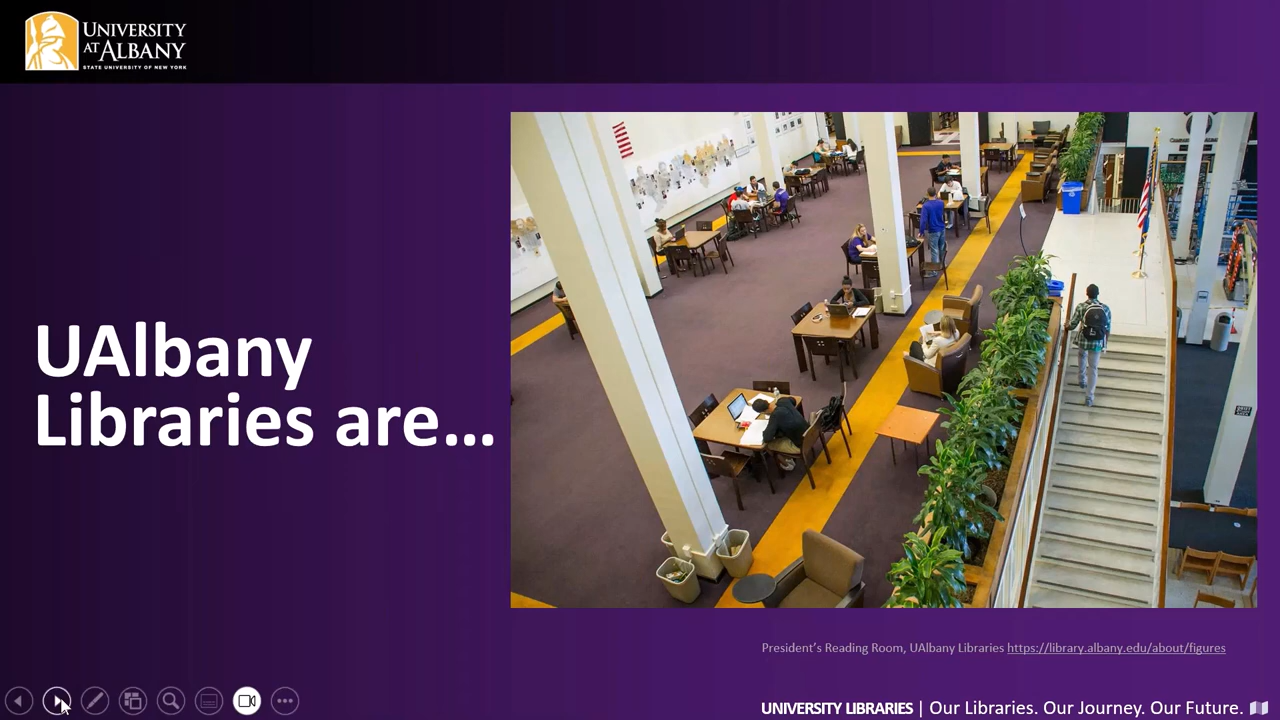 UNIVERSITY
AT ALBANY
STATE UNIVERSITY OF NEW YORK
UAlbany
Libraries are...
President's Reading Room, UAlbany Libraries https://library.albany.edu/about/figures
UNIVERSITY LIBRARIES | Our Libraries. Our Journey. Our Future.